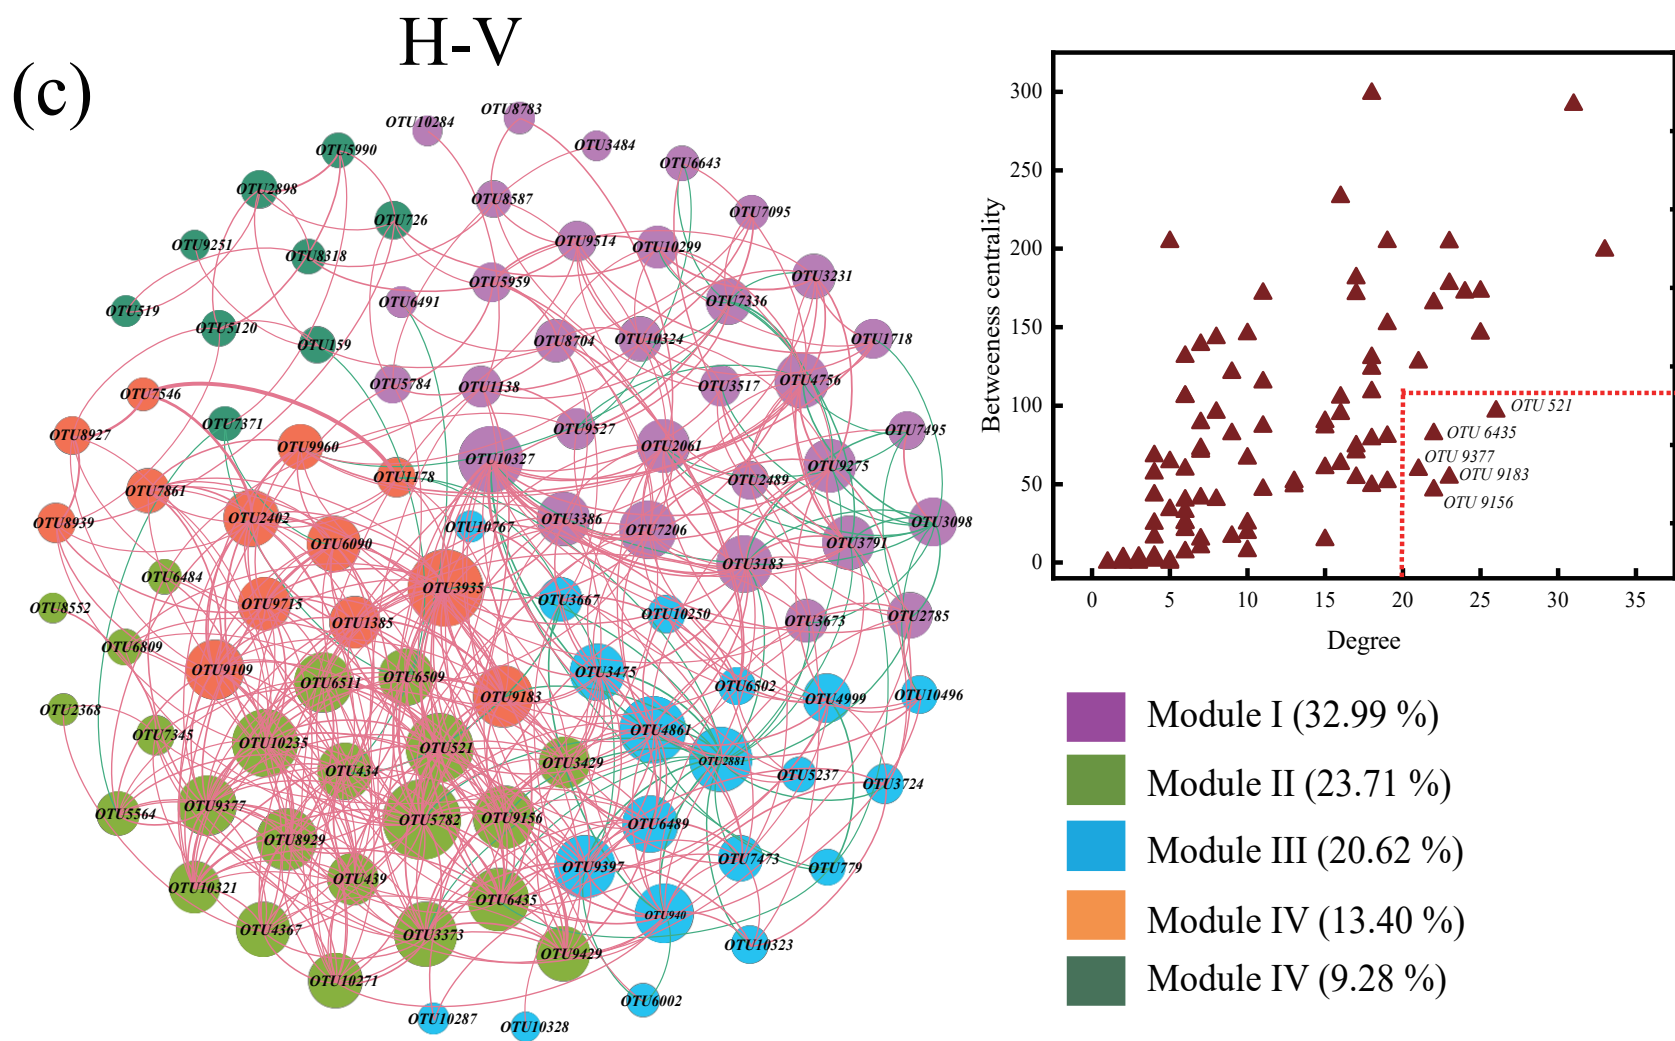 H-V
(c)
OTU8783
OTU10284
OTU3484
OTU5990
OTU6643
OTU2898
OTU8587
OTU7095
OTU726
OTU9514
OTU10299
OTU9251
OTU8318
OTU3231
OTU5959
OTU6491
OTU7336
OTU519
OTU5120
OTU159
OTU8704
OTU10324
OTU1718
OTU5784
OTU1138
OTU3517
OTU4756
OTU7546
OTU7371
OTU9527
OTU7495
OTU8927
OTU9960
OTU2061
OTU10327
OTU9275
OTU1178
OTU2489
OTU7861
OTU8939
OTU2402
OTU3386
OTU7206
OTU3098
OTU10767
OTU6090
OTU3791
OTU3183
OTU6484
OTU3935
OTU3667
OTU8552
OTU9715
OTU10250
OTU1385
OTU3673
OTU2785
OTU6809
OTU9109
OTU6511
OTU6509
OTU3475
OTU6502
OTU9183
OTU4999
OTU10496
OTU2368
OTU7345
OTU10235
OTU521
OTU4861
OTU3429
OTU2881
OTU434
OTU5237
OTU3724
OTU5564
OTU9377
OTU5782
OTU9156
OTU6489
OTU8929
OTU7473
OTU9397
OTU779
OTU10321
OTU439
OTU6435
OTU940
OTU4367
OTU3373
OTU10323
OTU9429
OTU10271
OTU6002
OTU10287
OTU10328
Betweeness centrality
300
250
200
150
100
50
0
OTU 521
OTU 6435
OTU 9377
OTU 9183
OTU 9156
0 5 10 15 20 25 30 35
Degree
Module I (32.99 %)
Module II (23.71 %)
Module III (20.62 %)
Module IV (13.40 %)
Module IV (9.28 %)